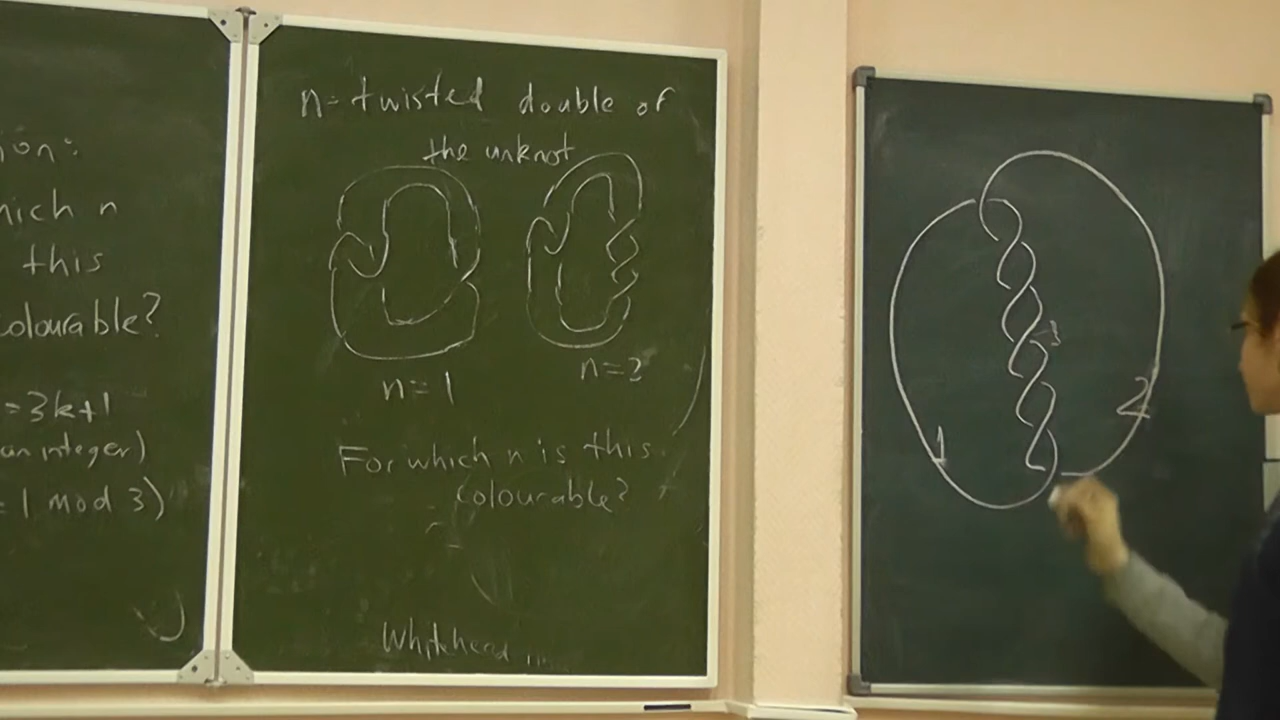 ion:
hich n
this
colourable?
= 3k+1
an integer)
= 1 mod 3)
n=twisted double of
the unknot
n=1
n=2
For which n is this
colourable?
Whitehead ...
1
2